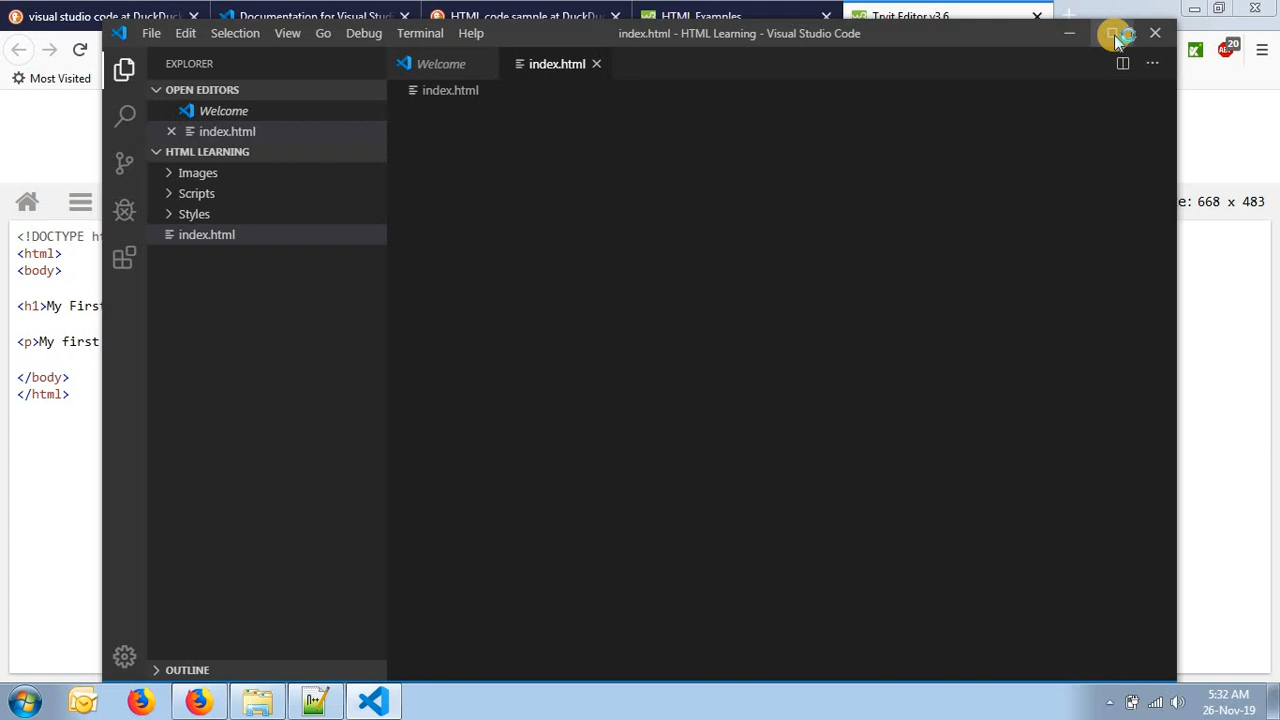 visual studio code at DuckDu
Documentation for Visual Studi
HTML code sample at DuckDu
HTML Examples
Tryit Editor v3.6
File Edit Selection View Go Debug Terminal Help
index.html - HTML Learning - Visual Studio Code
20
Most Visited
EXPLORER
Welcome
index.html
OPEN EDITORS
index.html
Welcome
index.html
HTML LEARNING
Images
Scripts
Styles
index.html
e: 668 x 483
<!DOCTYPE ht
<html>
<body>
<h1>My First
<p>My first
</body>
</html>
OUTLINE
5:32 AM
26-Nov-19